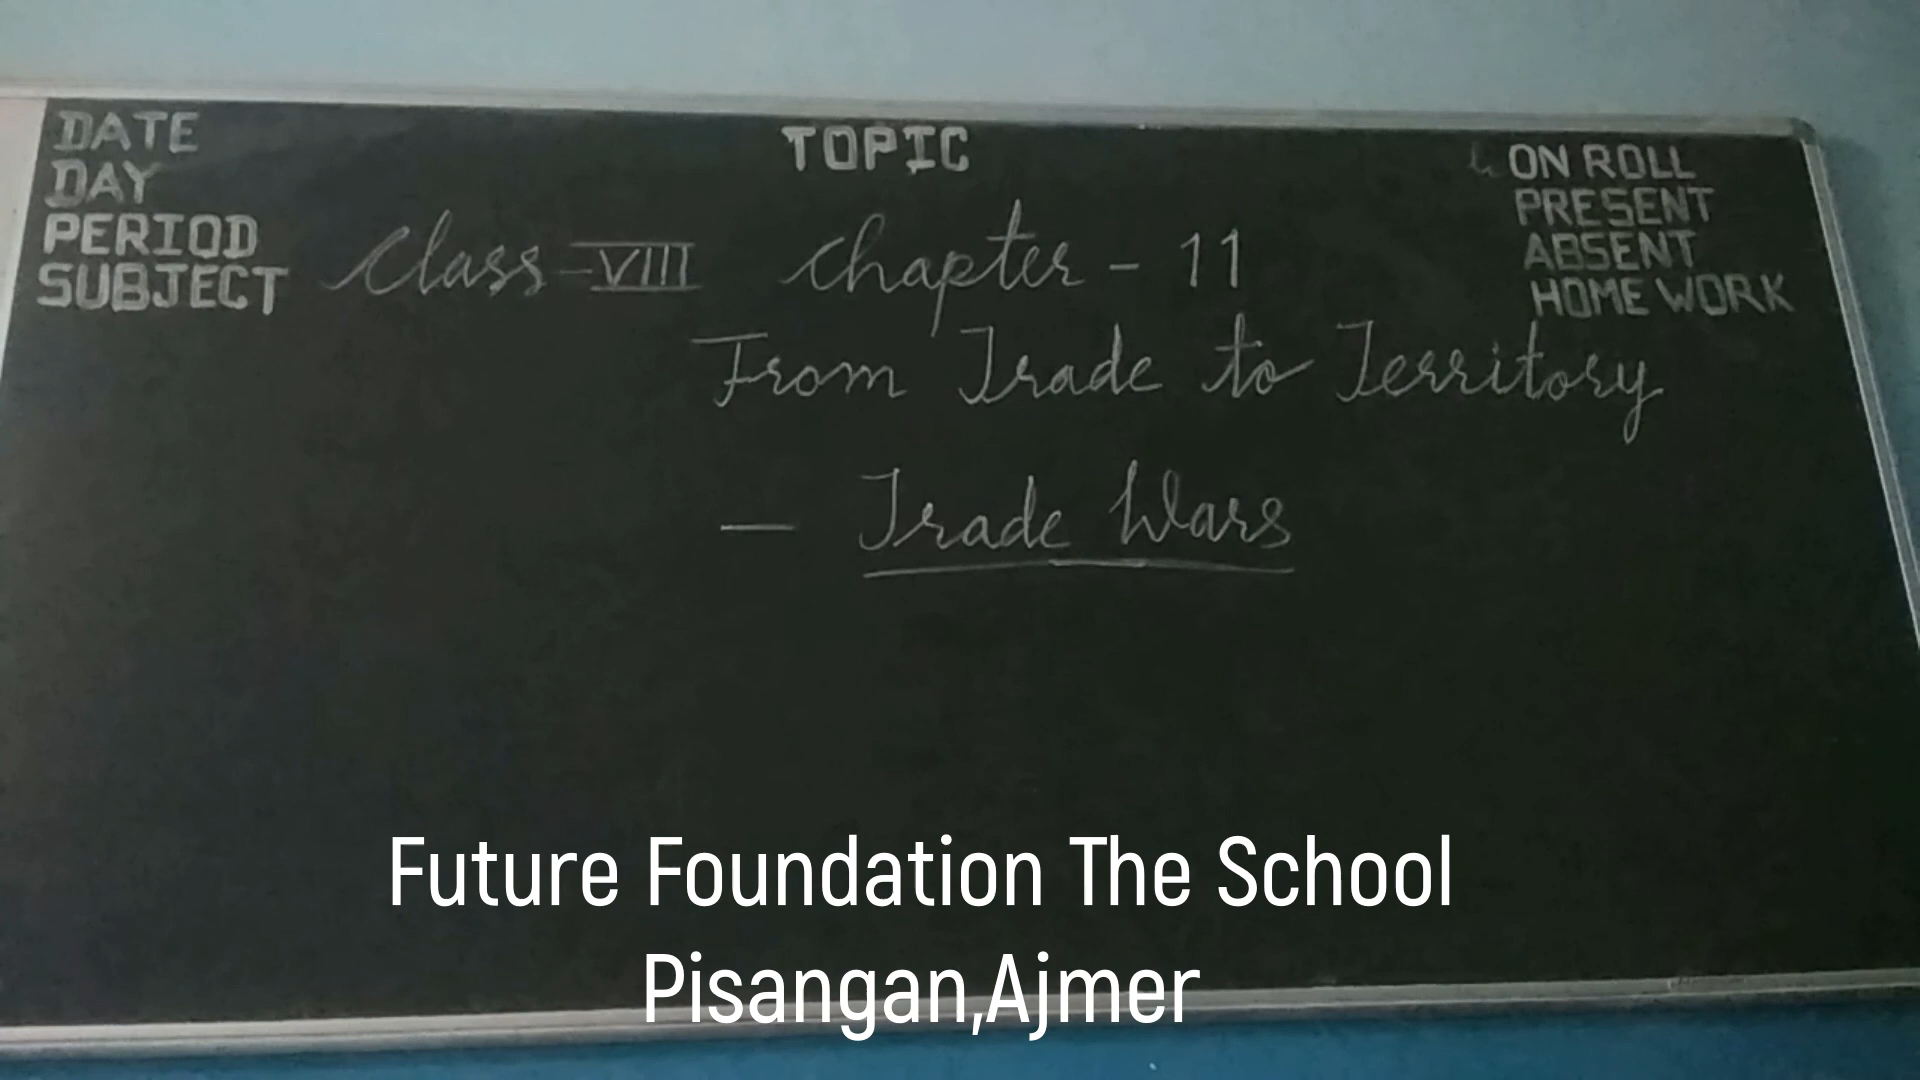 DATE
DAY
PERIOD
SUBJECT
TOPIC
ON ROLL
PRESENT
ABSENT
HOME WORK
Class-VIII Chapter - 11
From Trade to Territory
— Trade Wars
Future Foundation The School
Pisangan,Ajmer